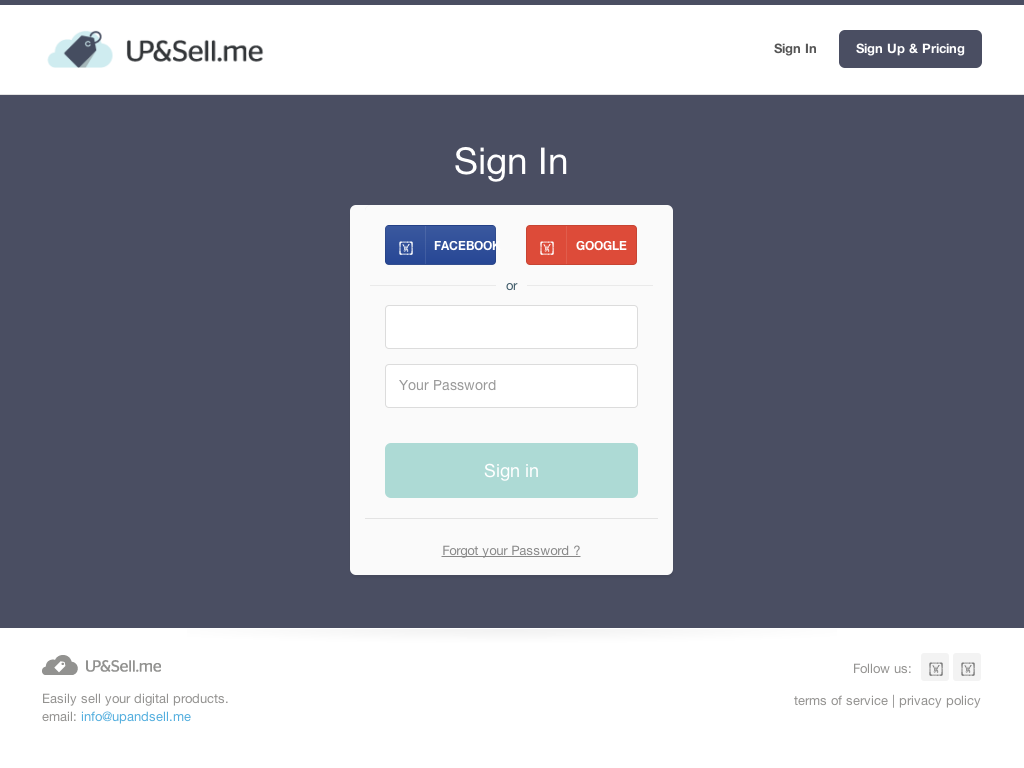 UP&Sell.me
Sign In
Sign Up & Pricing
Sign In
FACEBOOK
GOOGLE
or
Your Password
Sign in
Forgot your Password ?
UP&Sell.me
Follow us:
Easily sell your digital products.
terms of service | privacy policy
email: info@upandsell.me